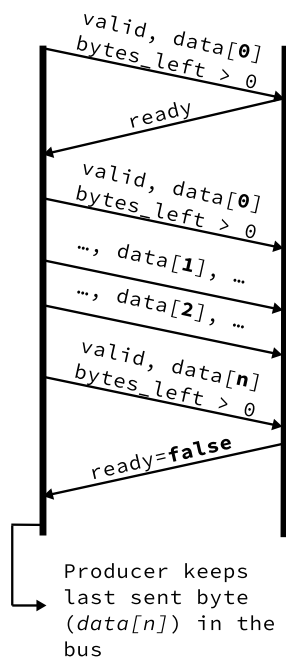 valid, data[0]
bytes_left > 0
ready
valid, data[0]
bytes_left > 0
…, data[1], …
…, data[2], …
valid, data[n]
bytes_left > 0
ready=false
Producer keeps
last sent byte
(data[n]) in the
bus